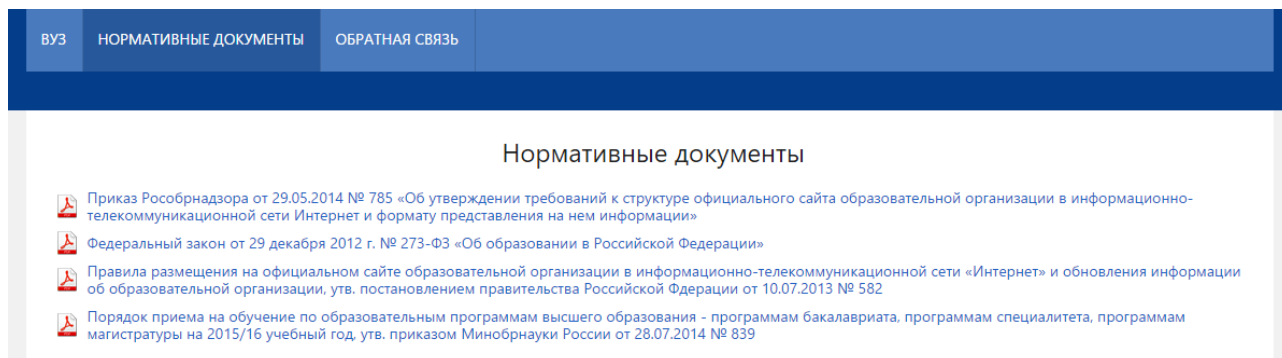 ВУЗ НОРМАТИВНЫЕ ДОКУМЕНТЫ ОБРАТНАЯ СВЯЗЬ
Нормативные документы
Приказ Рособрнадзора от 29.05.2014 № 785 «Об утверждении требований к структуре официального сайта образовательной организации в информационно-
телекоммуникационной сети Интернет и формату представления на нем информации»
Федеральный закон от 29 декабря 2012 г. № 273-ФЗ «Об образовании в Российской Федерации»
Правила размещения на официальном сайте образовательной организации в информационно-телекоммуникационной сети «Интернет» и обновления информации
об образовательной организации, утв. постановлением правительства Российской Фдерации от 10.07.2013 № 582
Порядок приема на обучение по образовательным программам высшего образования - программам бакалавриата, программам специалитета, программам
магистратуры на 2015/16 учебный год, утв. приказом Минобрнауки России от 28.07.2014 № 839